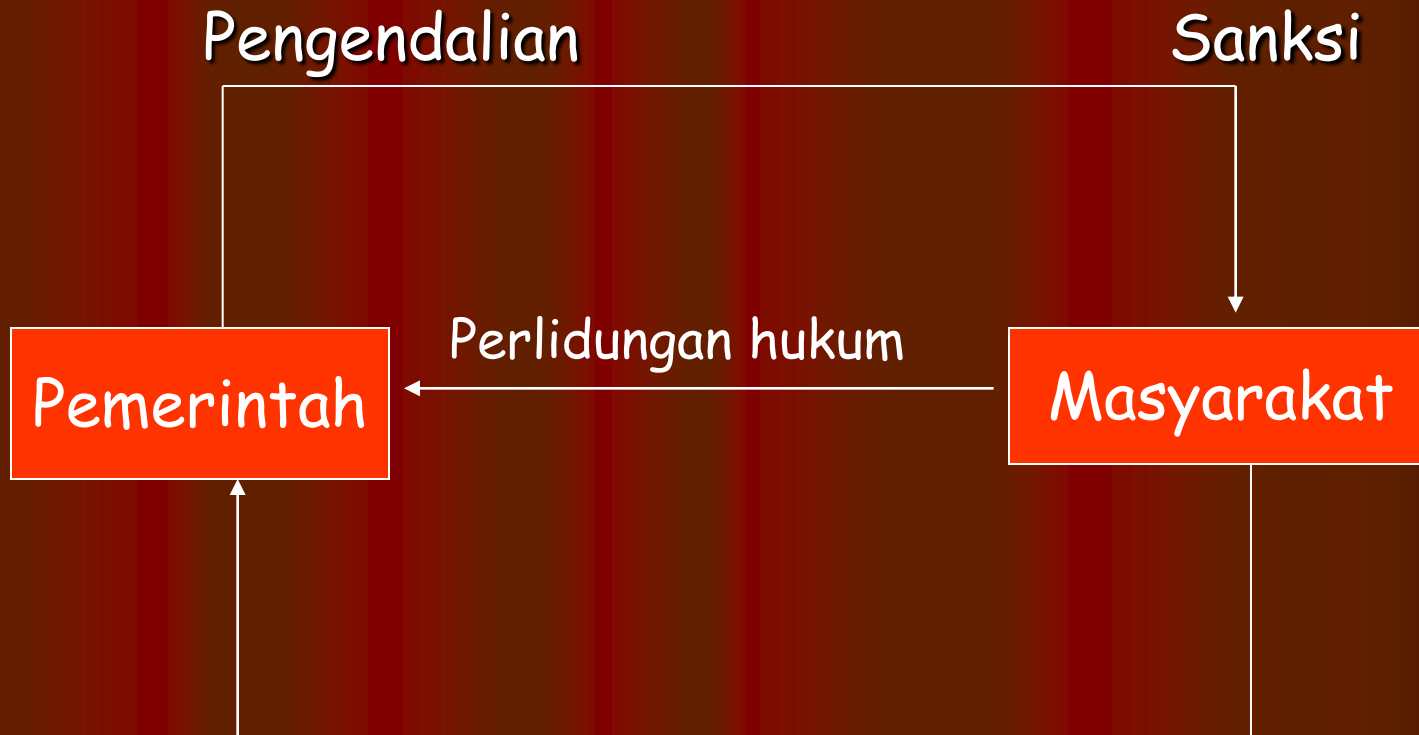 Pengendalian
Sanksi
Perlidungan hukum
Pemerintah
Masyarakat